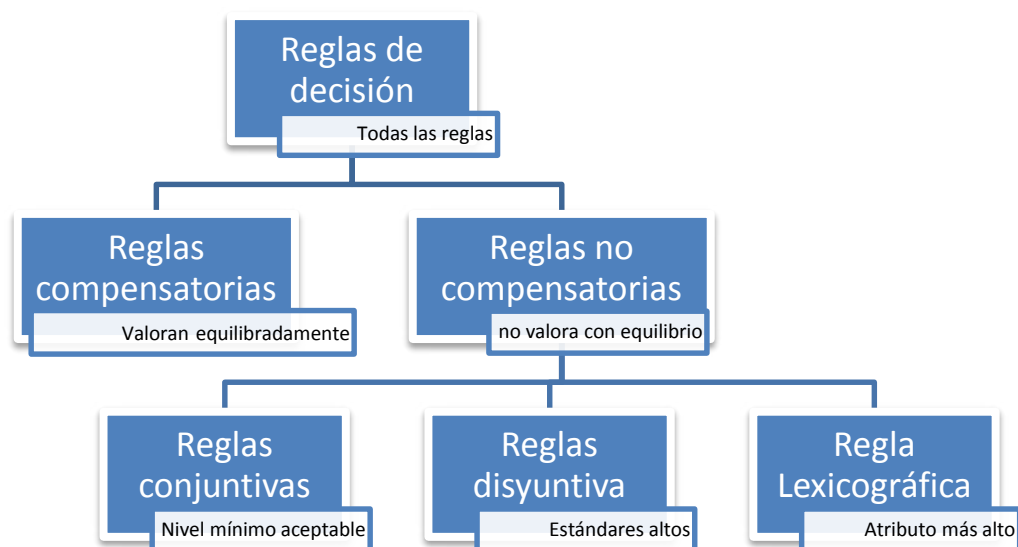 Reglas de
decisión
Todas las reglas
Reglas
compensatorias
Valoran equilibradamente
Reglas no
compensatorias
no valora con equilibrio
Reglas
conjuntivas
Nivel mínimo aceptable
Reglas
disyuntiva
Estándares altos
Regla
Lexicográfica
Atributo más alto